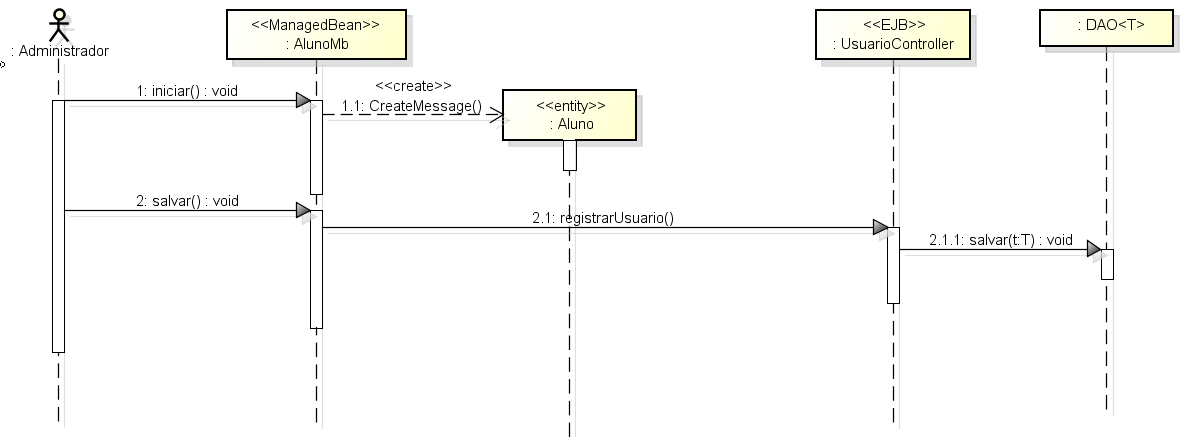 <<ManagedBean>>
: AlunoMb
<<EJB>>
: UsuarioController
: DAO<T>
: Administrador
<<create>>
1: iniciar() : void
1.1: CreateMessage()
<<entity>>
: Aluno
2: salvar() : void
2.1: registrarUsuario()
2.1.1: salvar(t:T) : void